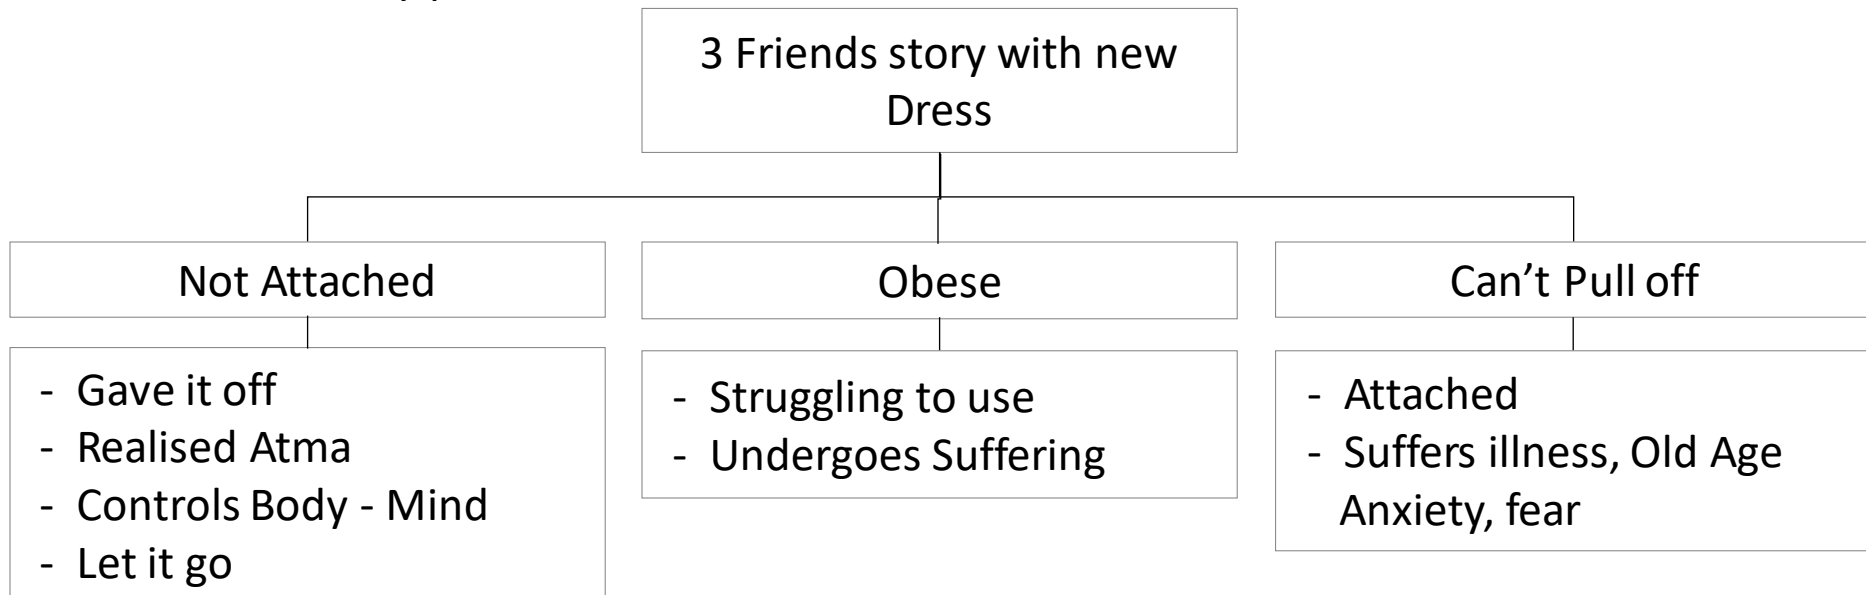 3 Friends story with new
Dress
Not Attached
Obese
Can’t Pull off
- Gave it off
- Realised Atma
- Controls Body - Mind
- Let it go
- Struggling to use
- Undergoes Suffering
- Attached
- Suffers illness, Old Age
Anxiety, fear